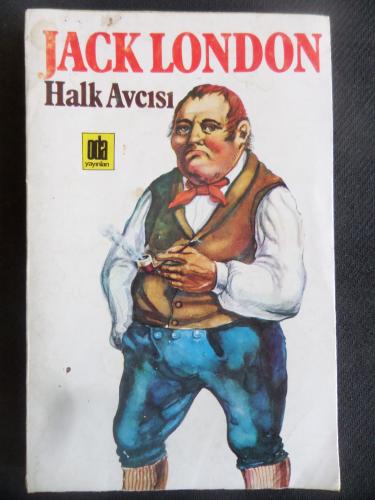 JACK LONDON
Halk Avcısı
oda
yayınları